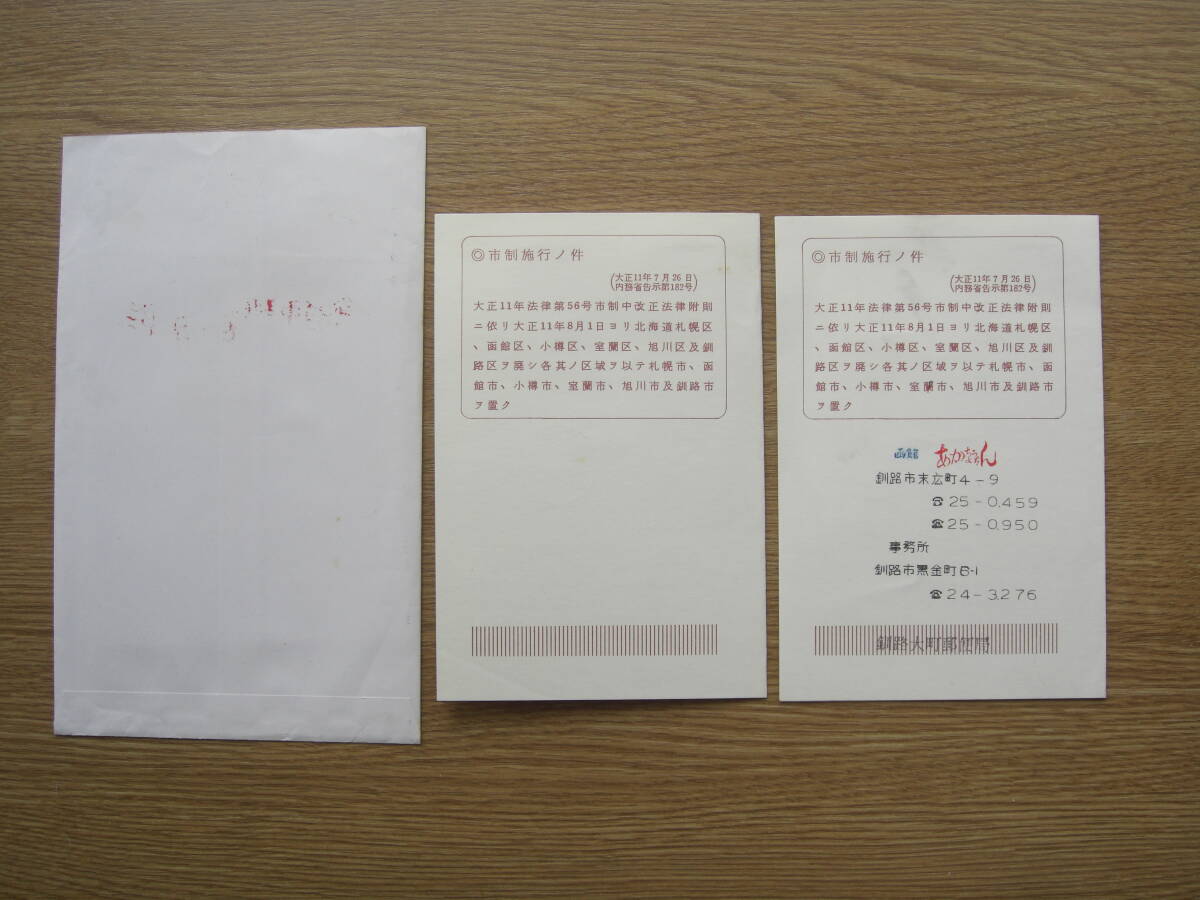 ◎市制施行ノ件
(大正11年7月26日
内務省告示第182号)
大正11年法律第56号市制中改正法律附則
ニ依リ大正11年8月1日ヨリ北海道札幌区
、函館区、小樽区、室蘭区、旭川区及釧
路区ヲ廃シ各其ノ区域ヲ以テ札幌市、函
館市、小樽市、室蘭市、旭川市及釧路市
ヲ置ク
◎市制施行ノ件
(大正11年7月26日
内務省告示第182号)
大正11年法律第56号市制中改正法律附則
ニ依リ大正11年8月1日ヨリ北海道札幌区
、函館区、小樽区、室蘭区、旭川区及釧
路区ヲ廃シ各其ノ区域ヲ以テ札幌市、函
館市、小樽市、室蘭市、旭川市及釧路市
ヲ置ク
函館
釧路市末広町4-9
☎25-0459
☎25-0950
事務所
釧路市黒金町6-1
☎24-3276
釧路大町郵便局